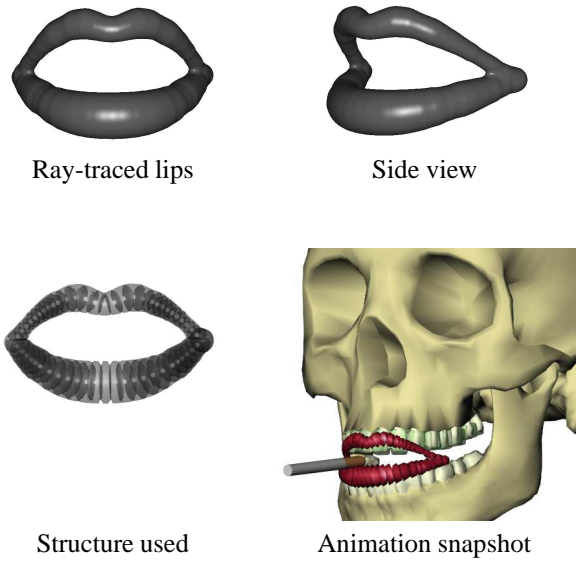 Ray-traced lips
Side view
Structure used
Animation snapshot